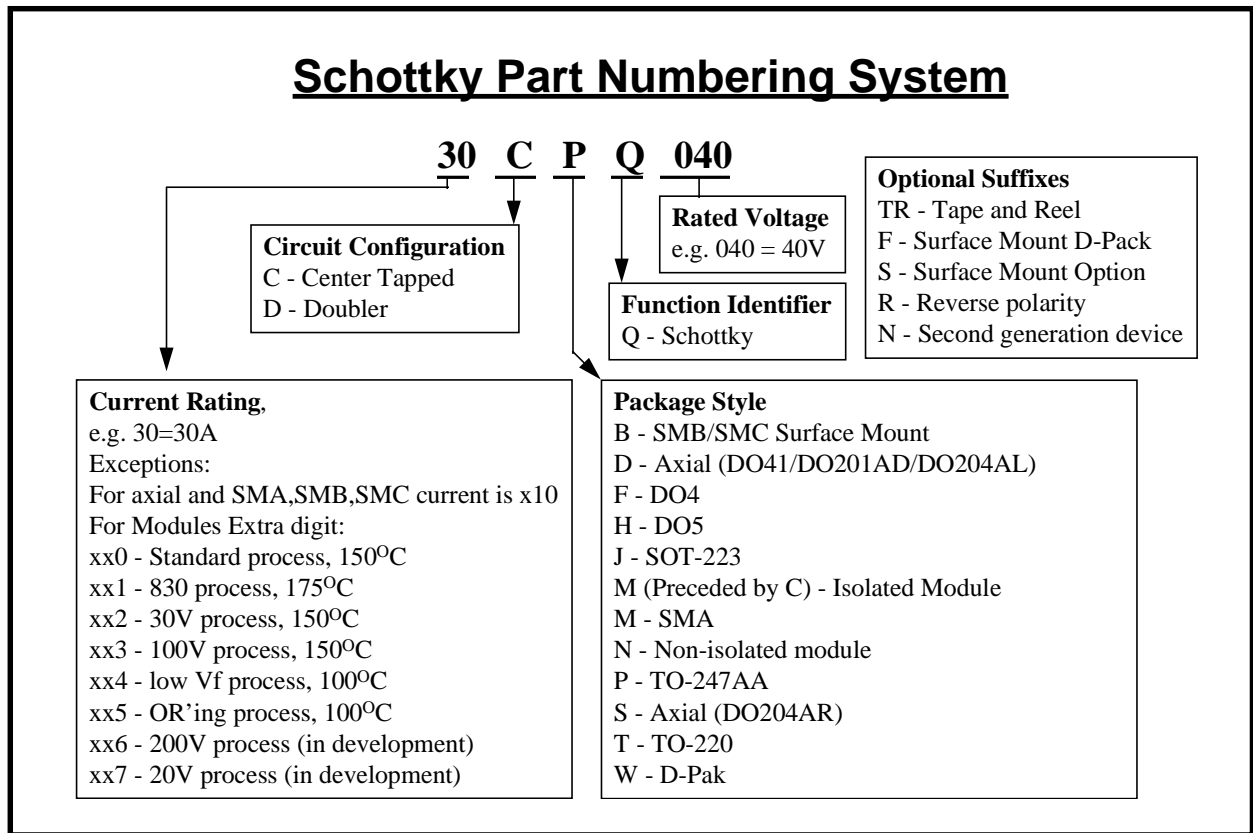 Schottky Part Numbering System
30 C P Q 040
Circuit Configuration
C - Center Tapped
D - Doubler
Rated Voltage
e.g. 040 = 40V
Function Identifier
Q - Schottky
Optional Suffixes
TR - Tape and Reel
F - Surface Mount D-Pack
S - Surface Mount Option
R - Reverse polarity
N - Second generation device
Current Rating,
e.g. 30=30A
Exceptions:
For axial and SMA,SMB,SMC current is x10
For Modules Extra digit:
xx0 - Standard process, 150ᴼC
xx1 - 830 process, 175ᴼC
xx2 - 30V process, 150ᴼC
xx3 - 100V process, 150ᴼC
xx4 - low Vf process, 100ᴼC
xx5 - OR'ing process, 100ᴼC
xx6 - 200V process (in development)
xx7 - 20V process (in development)
Package Style
B - SMB/SMC Surface Mount
D - Axial (DO41/DO201AD/DO204AL)
F - DO4
H - DO5
J - SOT-223
M (Preceded by C) - Isolated Module
M - SMA
N - Non-isolated module
P - TO-247AA
S - Axial (DO204AR)
T - TO-220
W - D-Pak